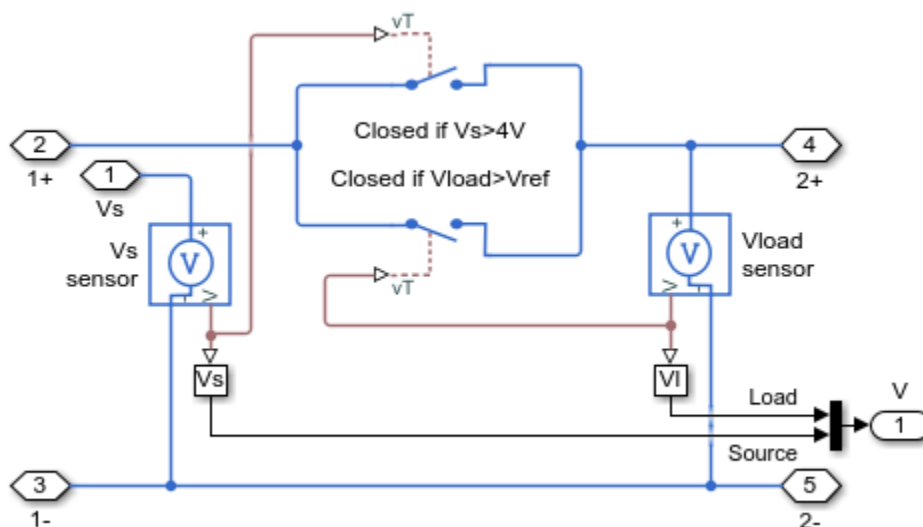 vT
Closed if Vs>4V
2
1+
4
2+
1
Vs
Closed if Vload>Vref
+
V
Vs
sensor
V
+
V
Vload
sensor
V
vT
Vs
Vl
Load
V
1
Source
3
1-
5
2-